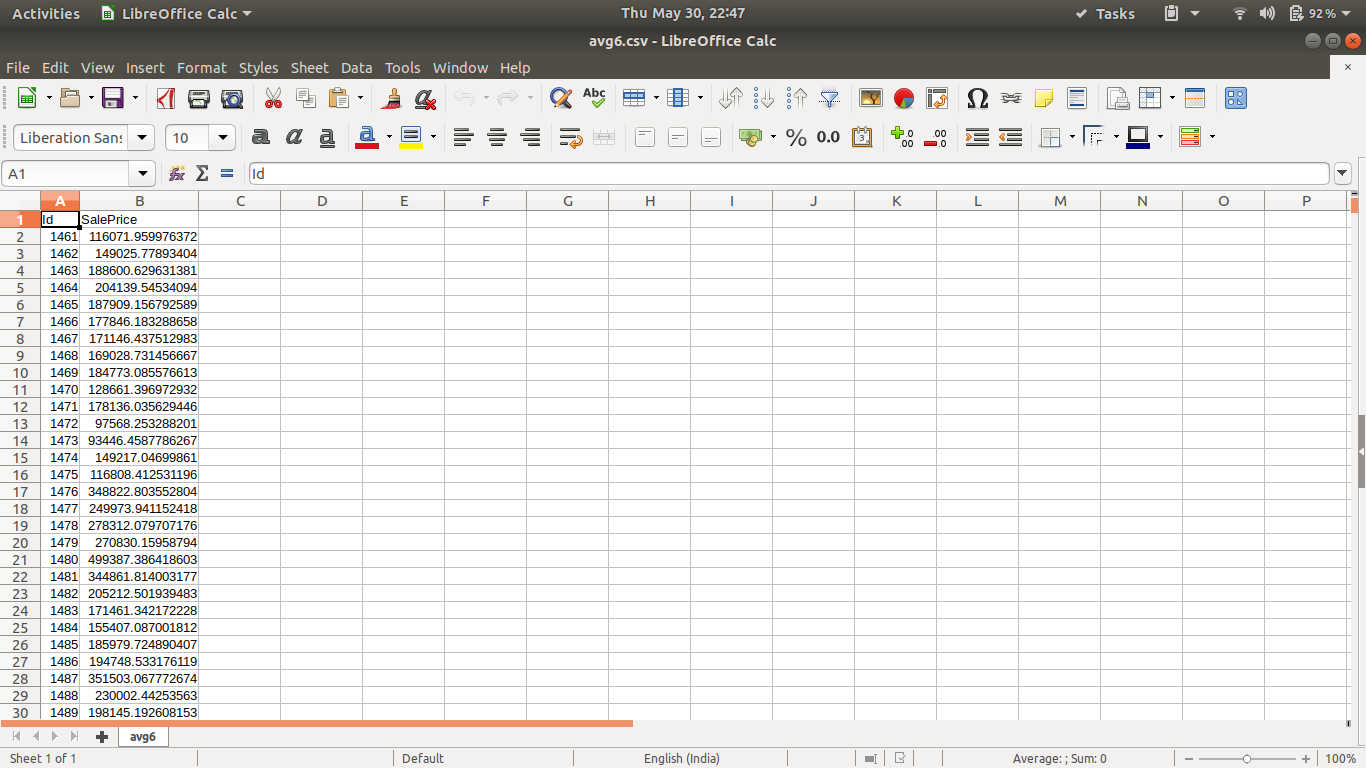 Activities LibreOffice Calc Thu May 30, 22:47 Tasks 92%
avg6.csv - LibreOffice Calc
File Edit View Insert Format Styles Sheet Data Tools Window Help
Abc
Liberation Sans 10 a a a a % 0.0 .0 .00
A1 Id
A B C D E F G H I J K L M N O P
1 Id SalePrice
2 1461 116071.959976372
3 1462 149025.77893404
4 1463 188600.629631381
5 1464 204139.54534094
6 1465 187909.156792589
7 1466 177846.183288658
8 1467 171146.437512983
9 1468 169028.731456667
10 1469 184773.085576613
11 1470 128661.396972932
12 1471 178136.035629446
13 1472 97568.253288201
14 1473 93446.4587786267
15 1474 149217.04699861
16 1475 116808.412531196
17 1476 348822.803552804
18 1477 249973.941152418
19 1478 278312.079707176
20 1479 270830.15958794
21 1480 499387.386418603
22 1481 344861.814003177
23 1482 205212.501939483
24 1483 171461.342172228
25 1484 155407.087001812
26 1485 185979.724890407
27 1486 194748.533176119
28 1487 351503.067772674
29 1488 230002.44253563
30 1489 198145.192608153
avg6
Sheet 1 of 1 Default English (India) Average: ; Sum: 0 100%